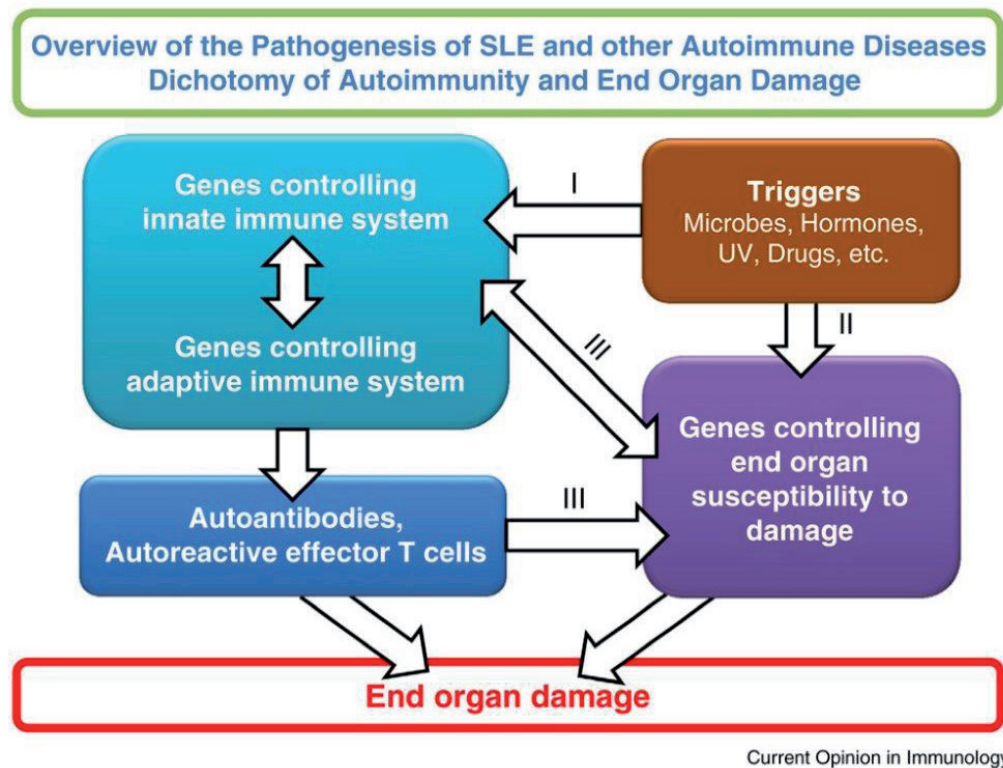 Overview of the Pathogenesis of SLE and other Autoimmune Diseases
Dichotomy of Autoimmunity and End Organ Damage
Genes controlling
innate immune system
I
Triggers
Microbes, Hormones,
UV, Drugs, etc.
II
III
Genes controlling
adaptive immune system
Genes controlling
end organ
susceptibility to
damage
Autoantibodies,
Autoreactive effector T cells
III
End organ damage
Current Opinion in Immunology